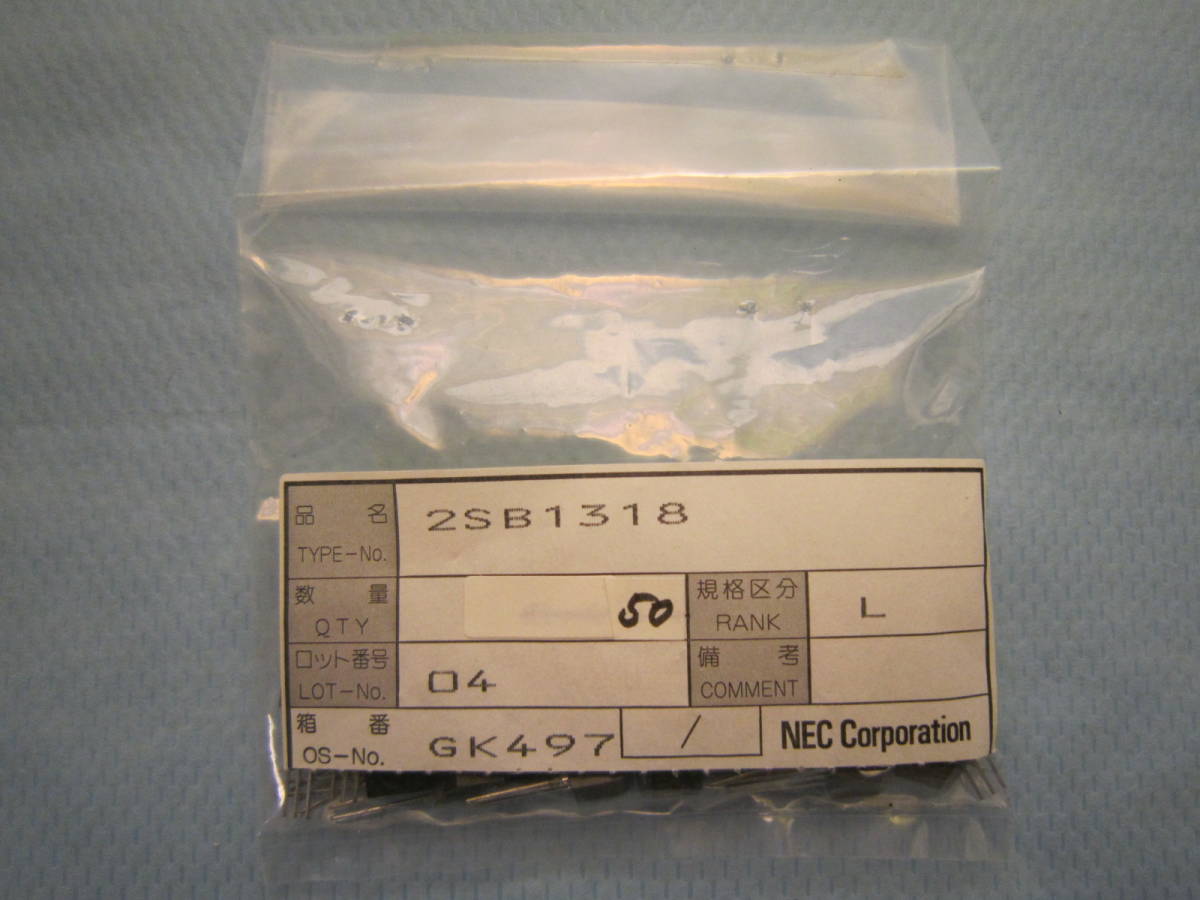 品名 2SB1318
TYPE-No.
数量 50 規格区分 L
QTY RANK
ロット番号 04 備考
LOT-No. COMMENT
箱番 GK497 / NEC Corporation
OS-No.